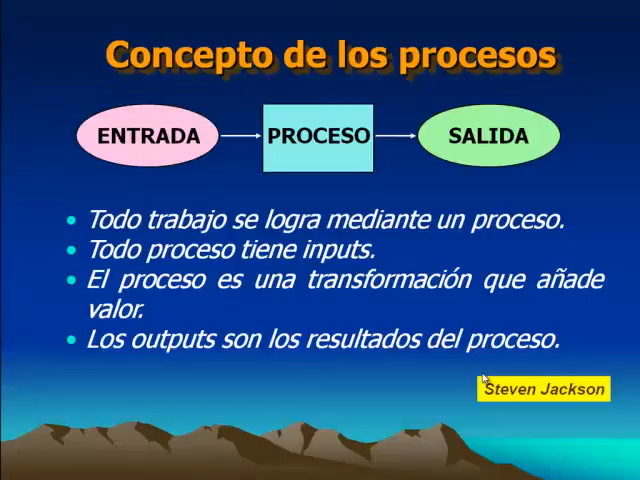 Concepto de los procesos
ENTRADA PROCESO SALIDA
• Todo trabajo se logra mediante un proceso.
• Todo proceso tiene inputs.
• El proceso es una transformación que añade
valor.
• Los outputs son los resultados del proceso.
Steven Jackson